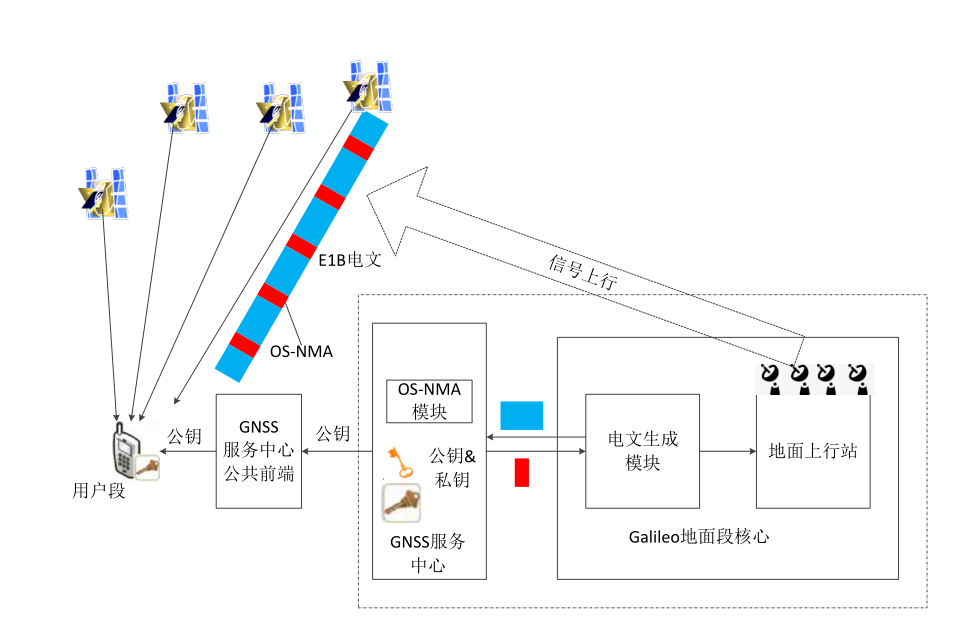 E1B电文
信号上行
OS-NMA
公钥
GNSS
服务中心
公共前端
公钥
OS-NMA
模块
公钥&
私钥
GNSS服务
中心
电文生成
模块
地面上行站
Galileo地面段核心
用户段